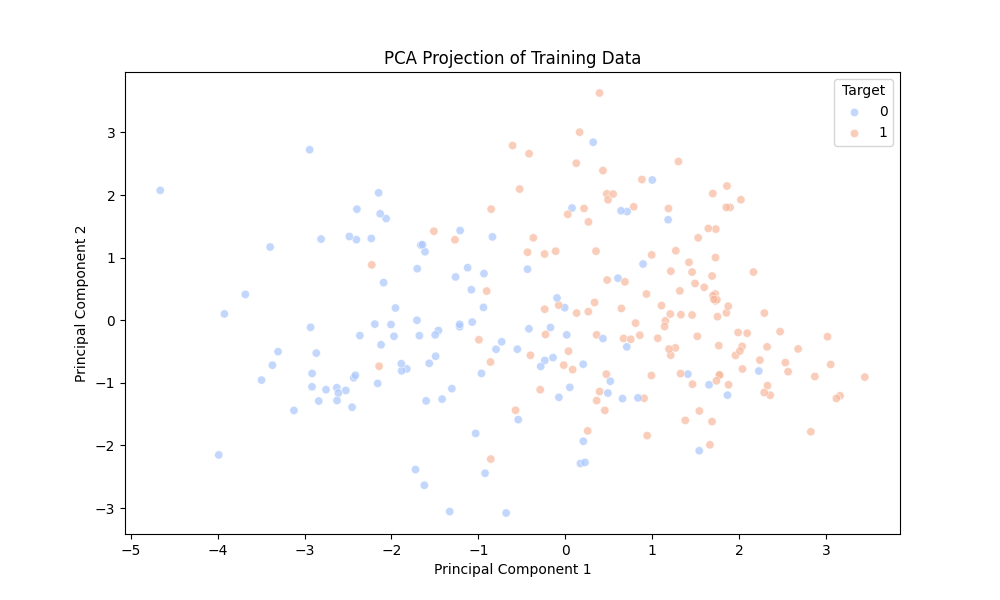 PCA Projection of Training Data
Target
0
1
3
2
1
0
−1
−2
−3
Principal Component 2
−5 −4 −3 −2 −1 0 1 2 3
Principal Component 1